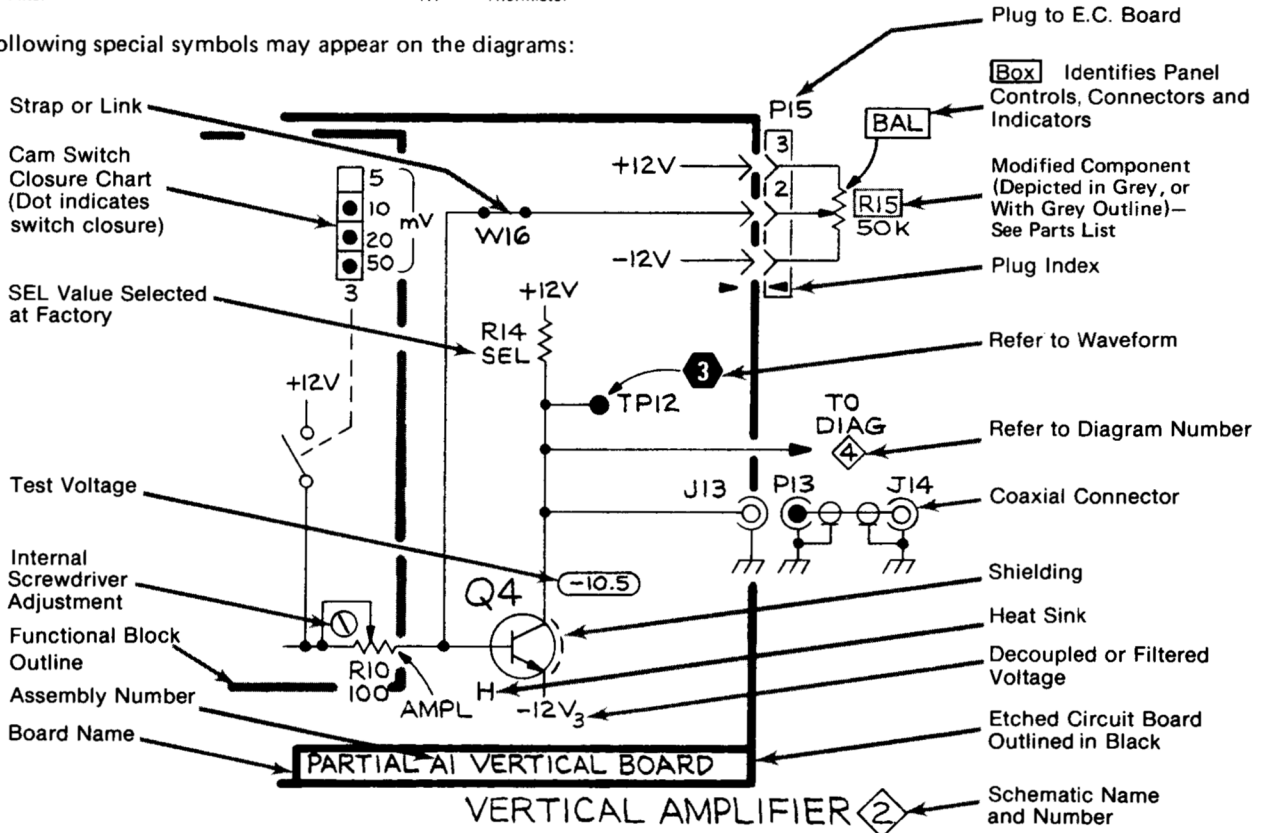 Plug to E.C. Board
ollowing special symbols may appear on the diagrams:
Box Identifies Panel
Controls, Connectors and
Indicators
Strap or Link
P15
BAL
Cam Switch
Closure Chart
(Dot indicates
switch closure)
5
10
20
50
mV
3
W16
+12V
-12V
3
2
R15
50K
Modified Component
(Depicted in Grey, or
With Grey Outline)—
See Parts List
Plug Index
SEL Value Selected
at Factory
+12V
R14
SEL
Refer to Waveform
3
TP12
+12V
TO
DIAG
4
Refer to Diagram Number
Test Voltage
J13
P13
J14
Coaxial Connector
-10.5
Internal
Screwdriver
Adjustment
Q4
Shielding
Functional Block
Outline
R10
100
AMPL
H
-12V3
Heat Sink
Decoupled or Filtered
Voltage
Assembly Number
Board Name
PARTIAL A1 VERTICAL BOARD
Etched Circuit Board
Outlined in Black
VERTICAL AMPLIFIER 2
Schematic Name
and Number